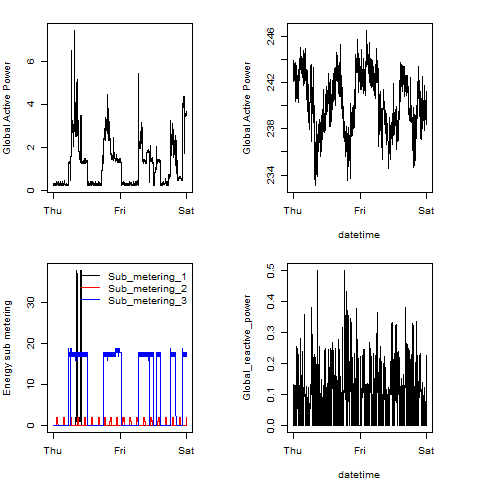 Global Active Power
0 2 4 6
Thu Fri Sat
Global Active Power
234 238 242 246
Thu Fri Sat
datetime
Energy sub metering
0 10 20 30
Sub_metering_1
Sub_metering_2
Sub_metering_3
Thu Fri Sat
Global_reactive_power
0.0 0.1 0.2 0.3 0.4 0.5
Thu Fri Sat
datetime